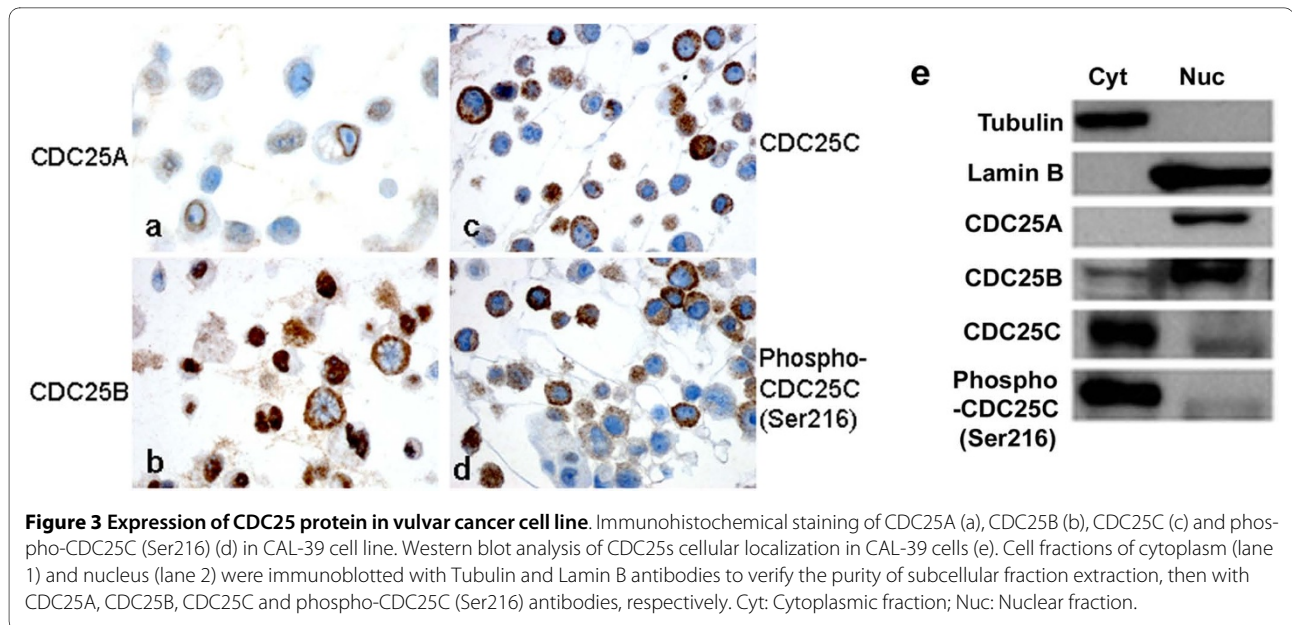 CDC25A
a
c
CDC25C
CDC25B
b
d
Phospho-
CDC25C
(Ser216)
e
Cyt Nuc
Tubulin
Lamin B
CDC25A
CDC25B
CDC25C
Phospho
-CDC25C
(Ser216)
Figure 3 Expression of CDC25 protein in vulvar cancer cell line. Immunohistochemical staining of CDC25A (a), CDC25B (b), CDC25C (c) and phos-
pho-CDC25C (Ser216) (d) in CAL-39 cell line. Western blot analysis of CDC25s cellular localization in CAL-39 cells (e). Cell fractions of cytoplasm (lane
1) and nucleus (lane 2) were immunoblotted with Tubulin and Lamin B antibodies to verify the purity of subcellular fraction extraction, then with
CDC25A, CDC25B, CDC25C and phospho-CDC25C (Ser216) antibodies, respectively. Cyt: Cytoplasmic fraction; Nuc: Nuclear fraction.